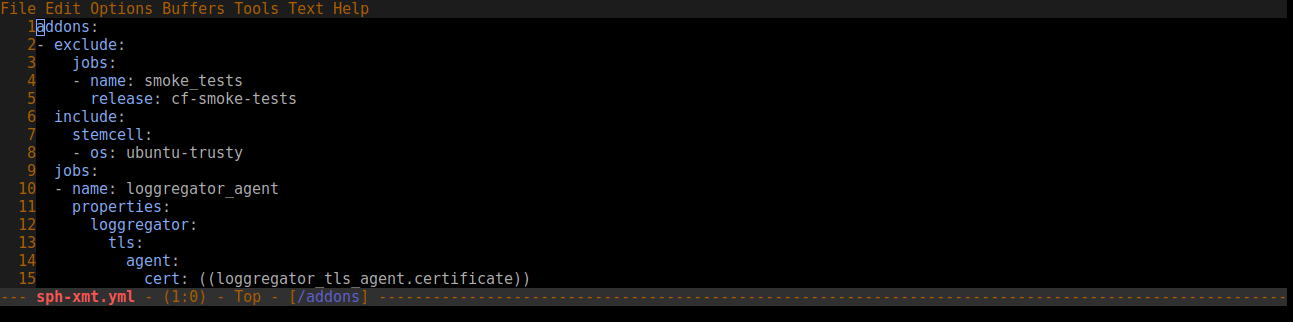 File Edit Options Buffers Tools Text Help
1 addons:
2 - exclude:
3     jobs:
4     - name: smoke_tests
5       release: cf-smoke-tests
6   include:
7     stemcell:
8     - os: ubuntu-trusty
9   jobs:
10   - name: loggregator_agent
11     properties:
12       loggregator:
13         tls:
14           agent:
15             cert: ((loggregator_tls_agent.certificate))
--- sph-xmt.yml - (1:0) - Top - [/addons] -----------------------------------------------------------------------------------------------------